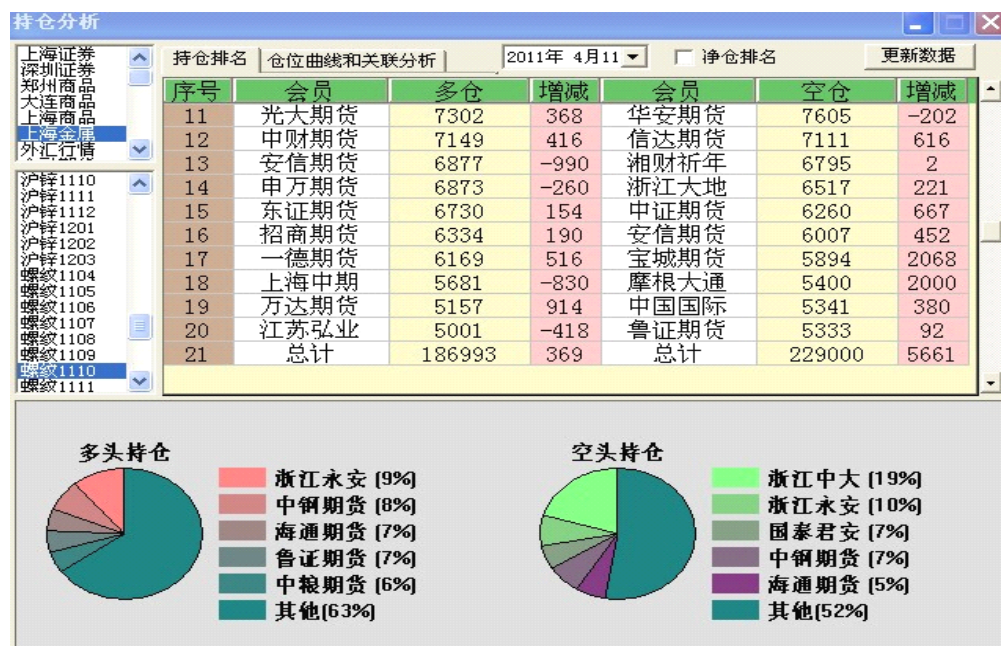 持仓分析
上海证券
深圳证券
郑州商品
大连商品
上海商品
上海金属
外汇行情
沪锌1110
沪锌1111
沪锌1112
沪锌1201
沪锌1202
沪锌1203
螺纹1104
螺纹1105
螺纹1106
螺纹1107
螺纹1108
螺纹1109
螺纹1110
螺纹1111
持仓排名 仓位曲线和关联分析 2011年 4月11 净仓排名 更新数据
序号 会员 多仓 增减 会员 空仓 增减
11 光大期货 7302 368 华安期货 7605 -202
12 中财期货 7149 416 信达期货 7111 616
13 安信期货 6877 -990 湘财祈年 6795 2
14 申万期货 6873 -260 浙江大地 6517 221
15 东证期货 6730 154 中证期货 6260 667
16 招商期货 6334 190 安信期货 6007 452
17 一德期货 6169 516 宝城期货 5894 2068
18 上海中期 5681 -830 摩根大通 5400 2000
19 万达期货 5157 914 中国国际 5341 380
20 江苏弘业 5001 -418 鲁证期货 5333 92
21 总计 186993 369 总计 229000 5661
多头持仓
浙江永安 (9%)
中钢期货 (8%)
海通期货 (7%)
鲁证期货 (7%)
中粮期货 (6%)
其他(63%)
空头持仓
浙江中大 (19%)
浙江永安 (10%)
国泰君安 (7%)
中钢期货 (7%)
海通期货 (5%)
其他(52%)